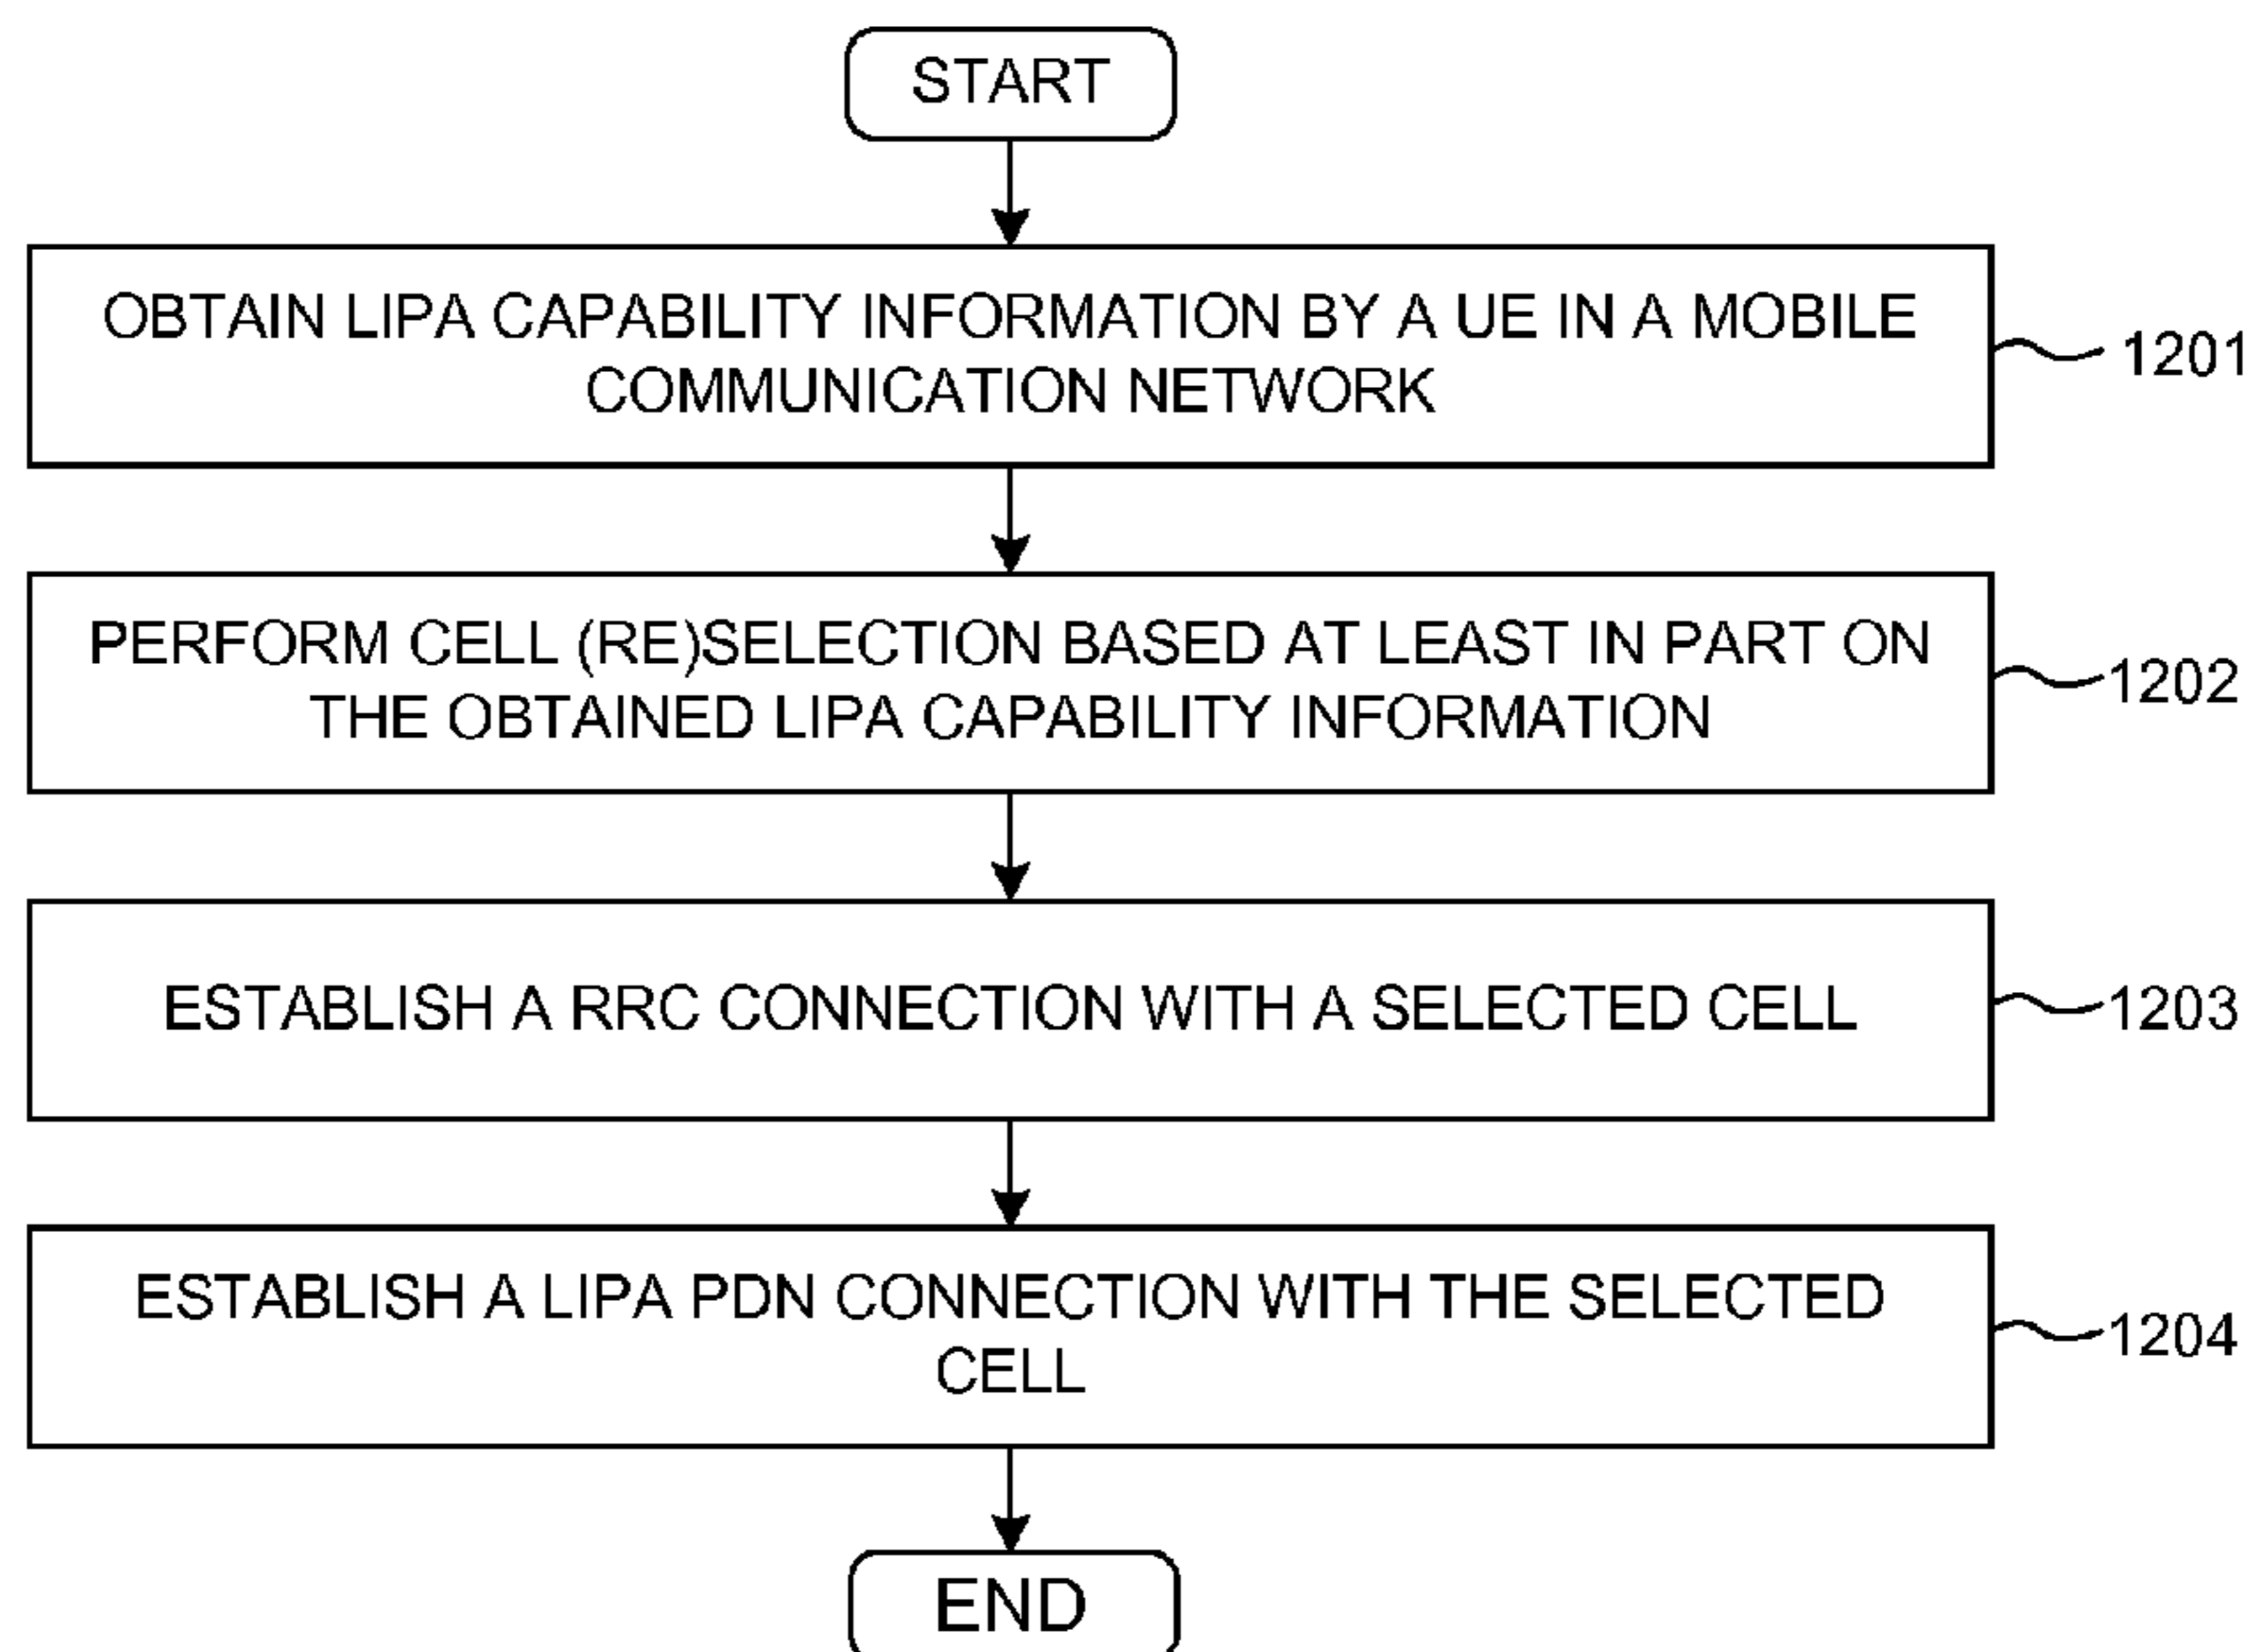 START
OBTAIN LIPA CAPABILITY INFORMATION BY A UE IN A MOBILE
COMMUNICATION NETWORK
1201
PERFORM CELL (RE)SELECTION BASED AT LEAST IN PART ON
THE OBTAINED LIPA CAPABILITY INFORMATION
1202
ESTABLISH A RRC CONNECTION WITH A SELECTED CELL
1203
ESTABLISH A LIPA PDN CONNECTION WITH THE SELECTED
CELL
1204
END